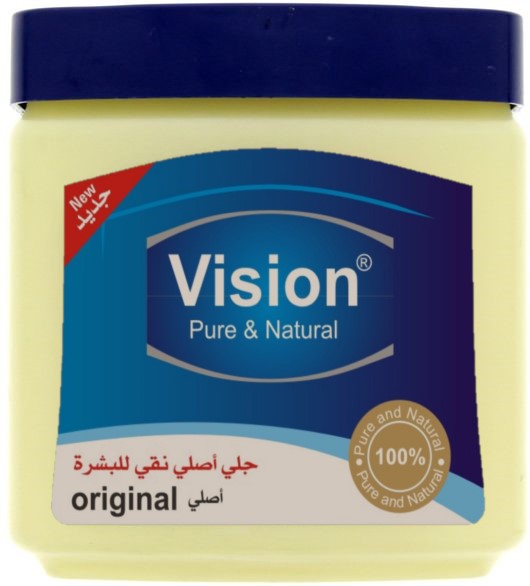 New
جديد
Vision®
Pure & Natural
جلي أصلي نقي للبشرة
original أصلي
Pure and Natural
100%
Pure and Natural